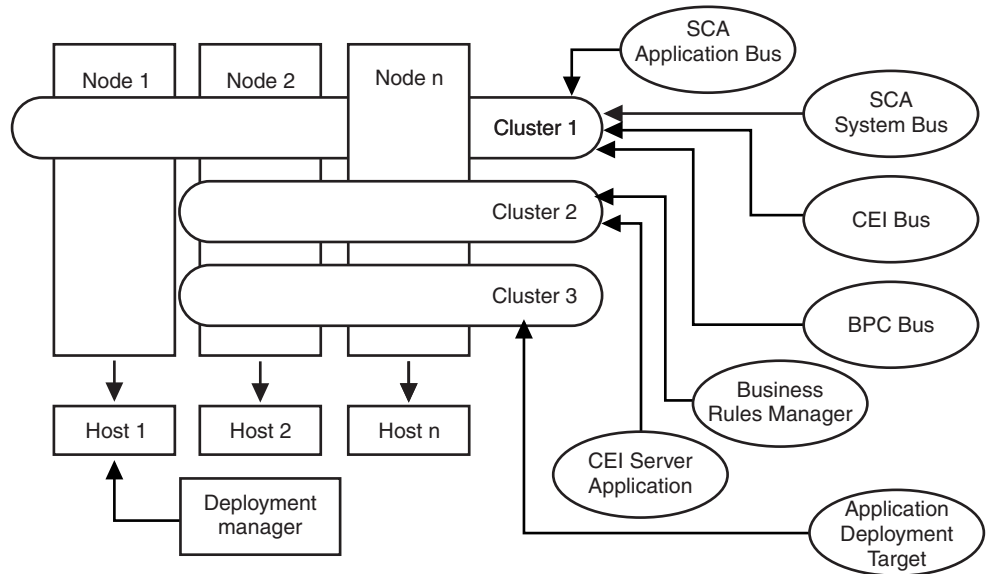 SCA
Application Bus
Node 1
Node 2
Node n
SCA
System Bus
Cluster 1
Cluster 2
CEI Bus
Cluster 3
BPC Bus
Business
Rules Manager
Host 1
Host 2
Host n
CEI Server
Application
Deployment
manager
Application
Deployment
Target